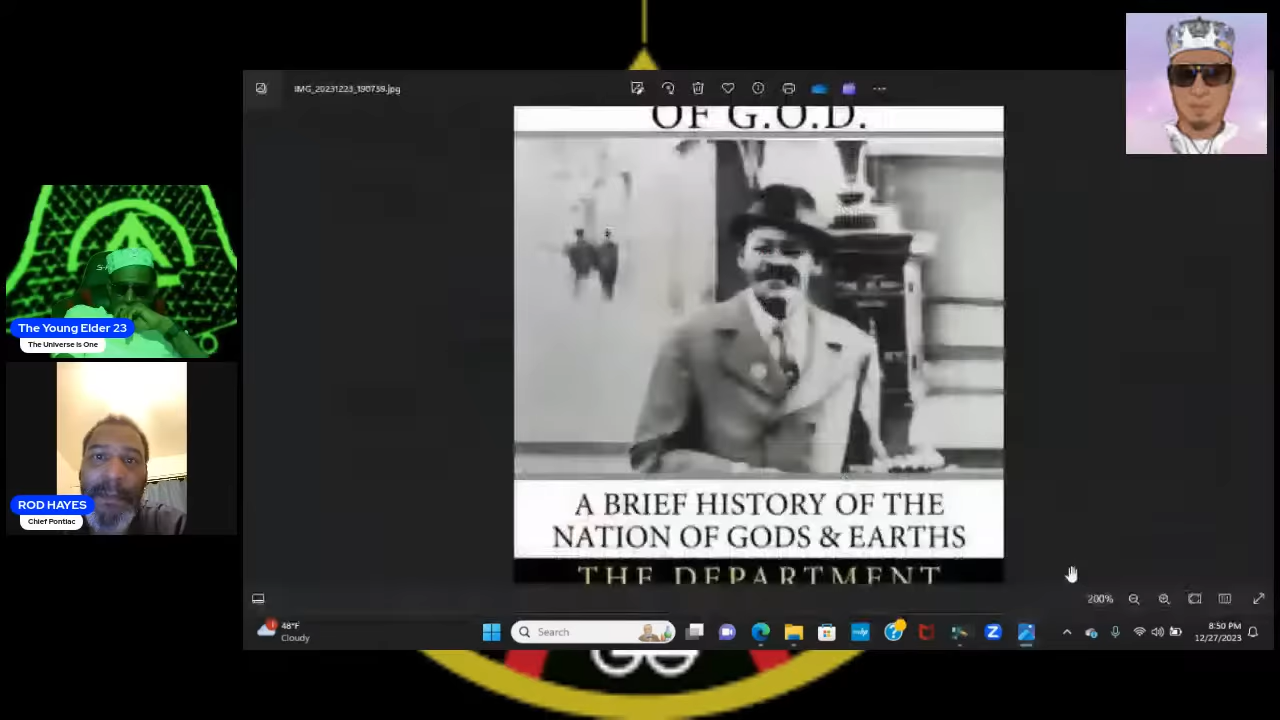 IMG_20231223_190739.jpg
OF G.O.D.
A BRIEF HISTORY OF THE
NATION OF GODS & EARTHS
THE DEPARTMENT
The Young Elder 23
The Universe is One
ROD HAYES
Chief Pontiac
200%
48°F
Cloudy
Search
8:50 PM
12/27/2023